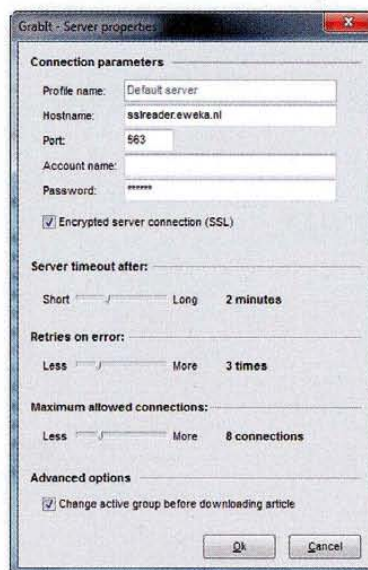 GrabIt - Server properties
Connection parameters
Profile name: Default server
Hostname: sslreader.eweka.nl
Port: 563
Account name:
Password: ******
Encrypted server connection (SSL)
Server timeout after:
Short Long 2 minutes
Retries on error:
Less More 3 times
Maximum allowed connections:
Less More 8 connections
Advanced options
Change active group before downloading article
Ok Cancel